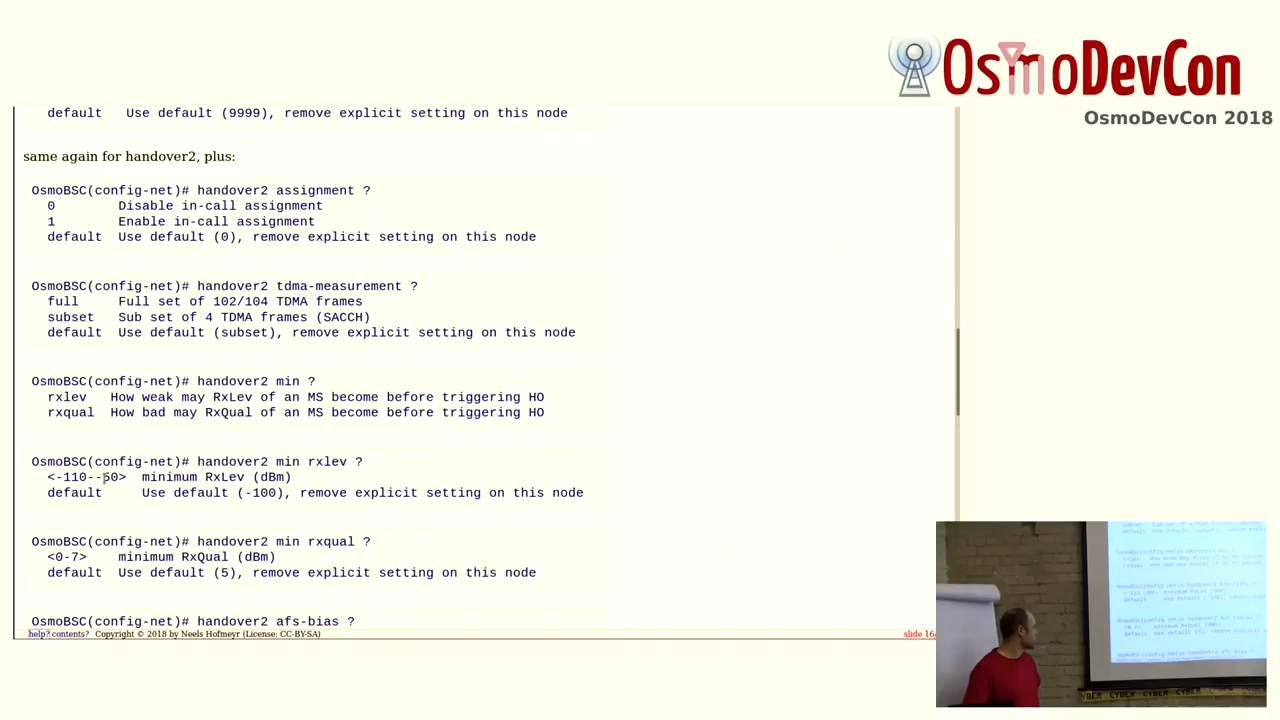 OsmoDevCon
OsmoDevCon 2018
default   Use default (9999), remove explicit setting on this node
same again for handover2, plus:
OsmoBSC(config-net)# handover2 assignment ?
0        Disable in-call assignment
1        Enable in-call assignment
default  Use default (0), remove explicit setting on this node
OsmoBSC(config-net)# handover2 tdma-measurement ?
full     Full set of 102/104 TDMA frames
subset   Sub set of 4 TDMA frames (SACCH)
default  Use default (subset), remove explicit setting on this node
OsmoBSC(config-net)# handover2 min ?
rxlev   How weak may RxLev of an MS become before triggering HO
rxqual  How bad may RxQual of an MS become before triggering HO
OsmoBSC(config-net)# handover2 min rxlev ?
<-110--50>  minimum RxLev (dBm)
default     Use default (-100), remove explicit setting on this node
OsmoBSC(config-net)# handover2 min rxqual ?
<0-7>    minimum RxQual (dBm)
default  Use default (5), remove explicit setting on this node
OsmoBSC(config-net)# handover2 afs-bias ?
help? contents? Copyright © 2018 by Neels Hofmeyr (License: CC-BY-SA)
slide 16/
CYBER CYBER CYBER